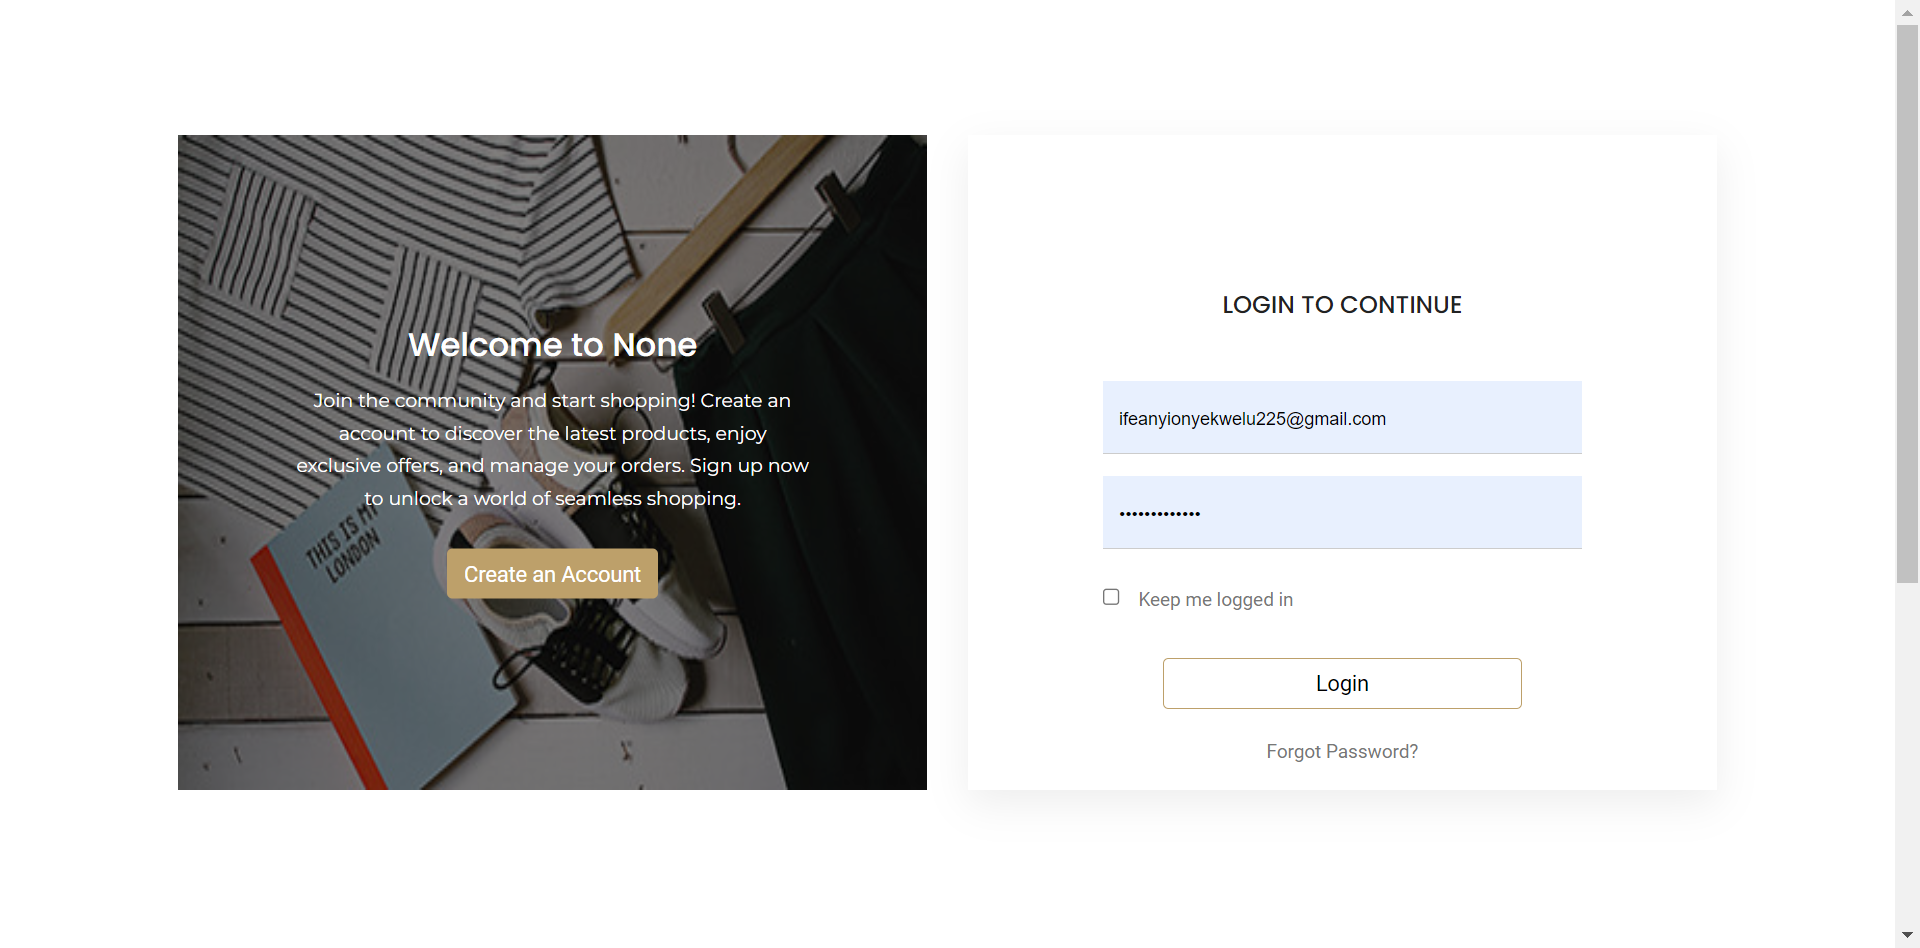 Welcome to None
Join the community and start shopping! Create an
account to discover the latest products, enjoy
exclusive offers, and manage your orders. Sign up now
to unlock a world of seamless shopping.
THIS IS MY
LONDON
Create an Account
LOGIN TO CONTINUE
ifeanyionyekwelu225@gmail.com
•••••••••••••
Keep me logged in
Login
Forgot Password?